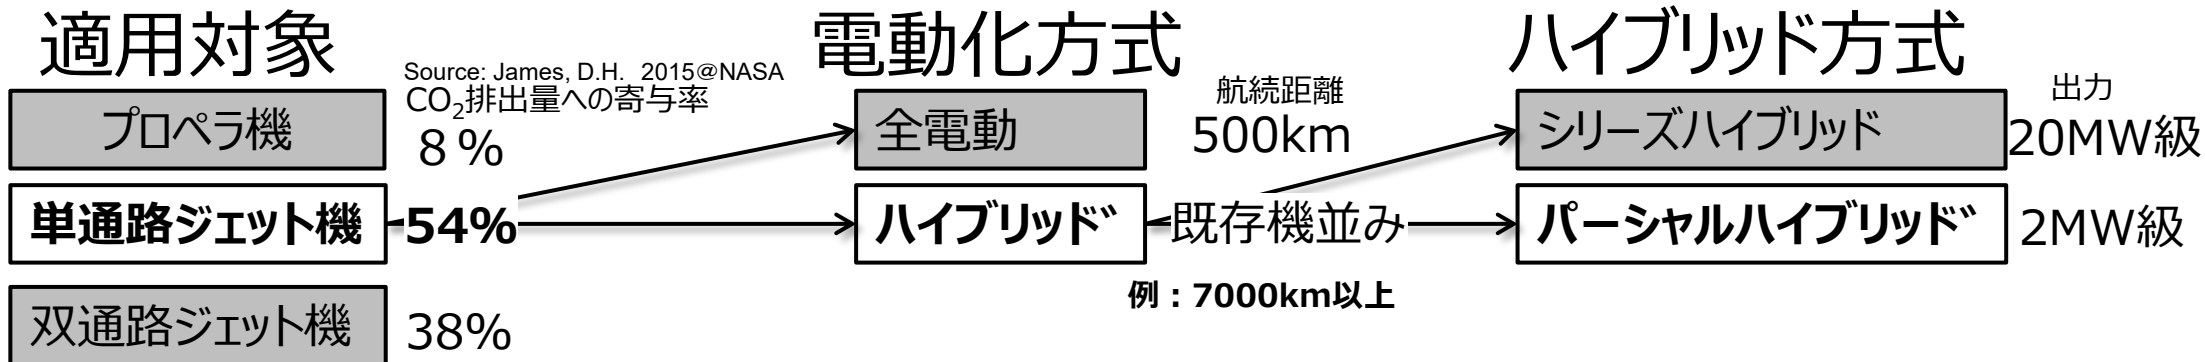 適用対象
Source: James, D.H. 2015@NASA
CO₂排出量への寄与率
プロペラ機
8%
単通路ジェット機
54%
双通路ジェット機
38%
電動化方式
航続距離
全電動
500km
ハイブリッド
既存機並み
例：7000km以上
ハイブリッド方式
出力
シリーズハイブリッド
20MW級
パーシャルハイブリッド
2MW級